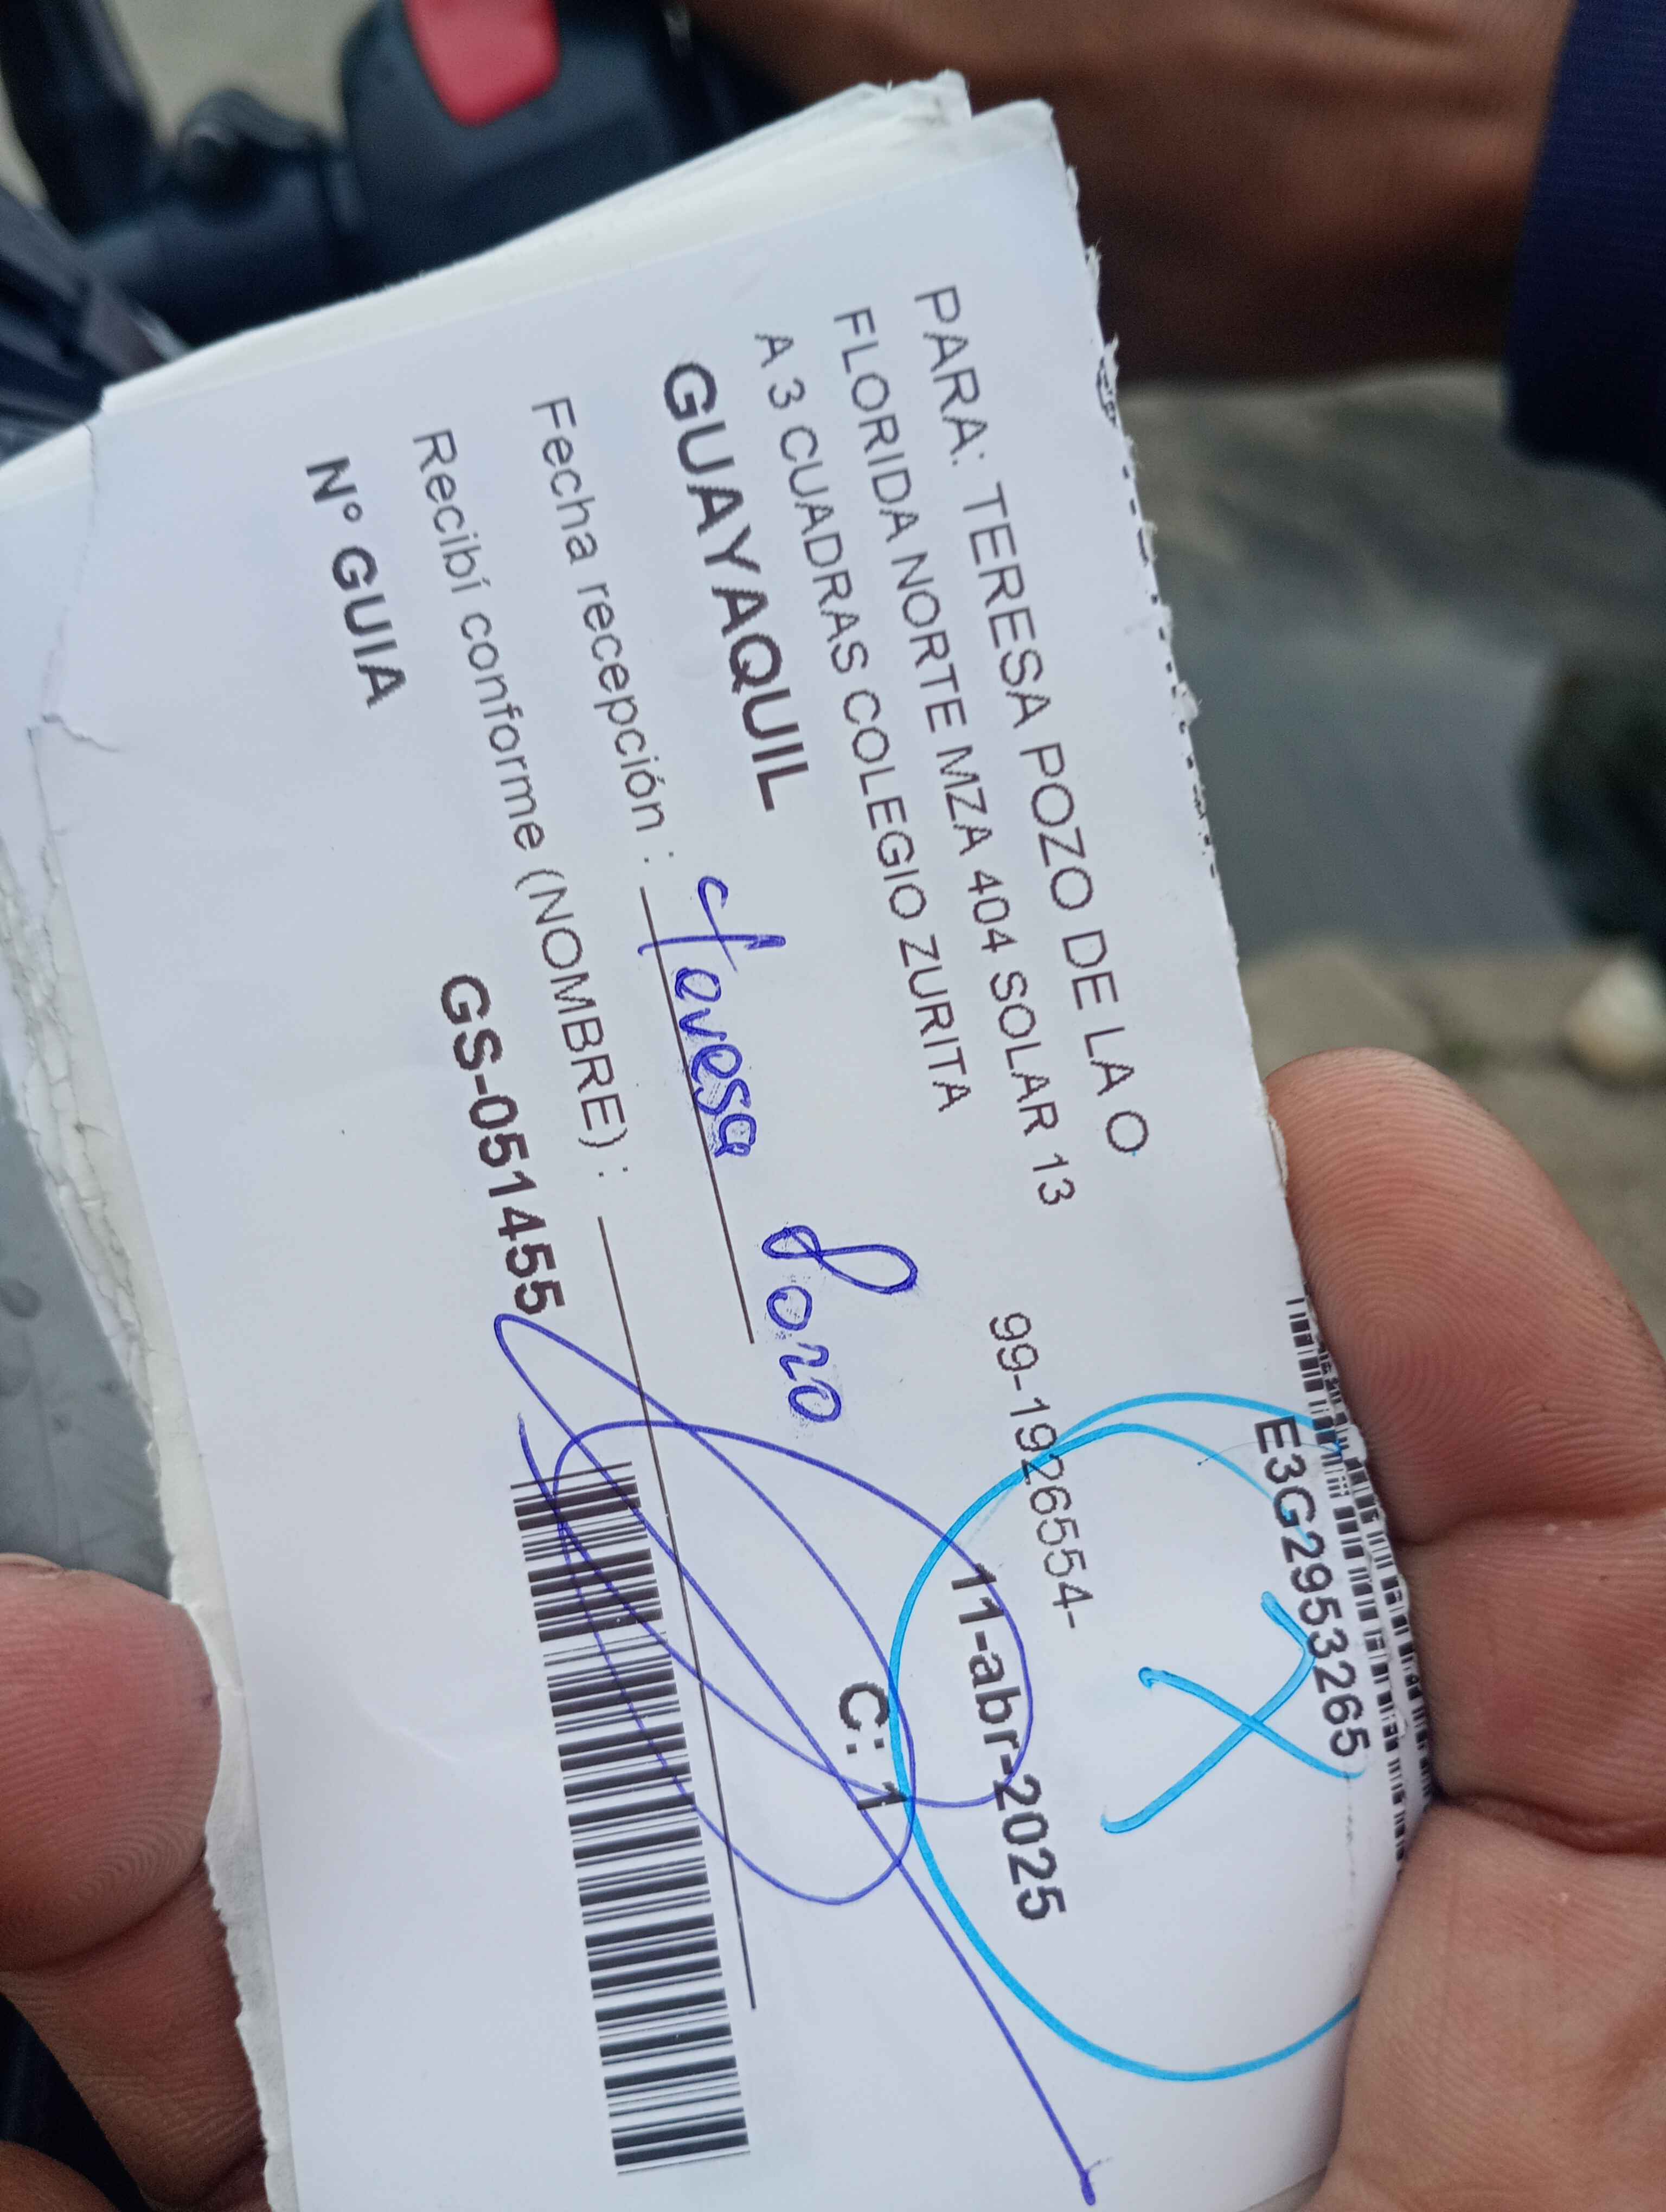 E3G2953265
PARA: TERESA POZO DE LA O
FLORIDA NORTE MZA 404 SOLAR 13 99-1926554-
A 3 CUADRAS COLEGIO ZURITA 11-abr-2025
GUAYAQUIL C: 1
Fecha recepción : Teresa Pozo
Recibí conforme (NOMBRE) :
Nº GUIA GS-051455